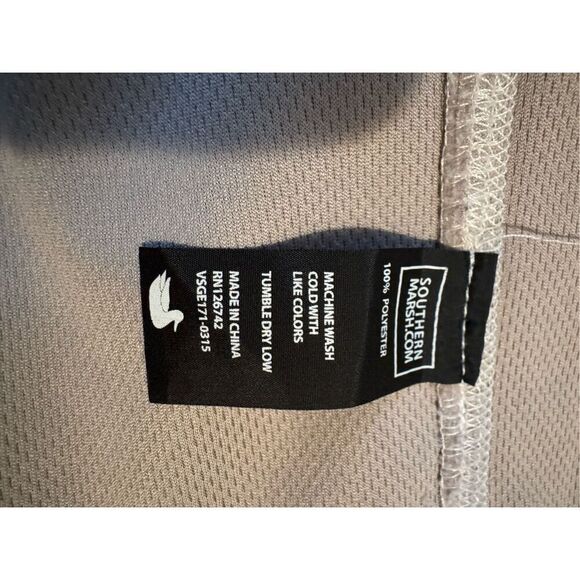 SOUTHERN
MARSH.COM
100% POLYESTER
MACHINE WASH
COLD WITH
LIKE COLORS
TUMBLE DRY LOW
MADE IN CHINA
RN126742
VSGE171-0315